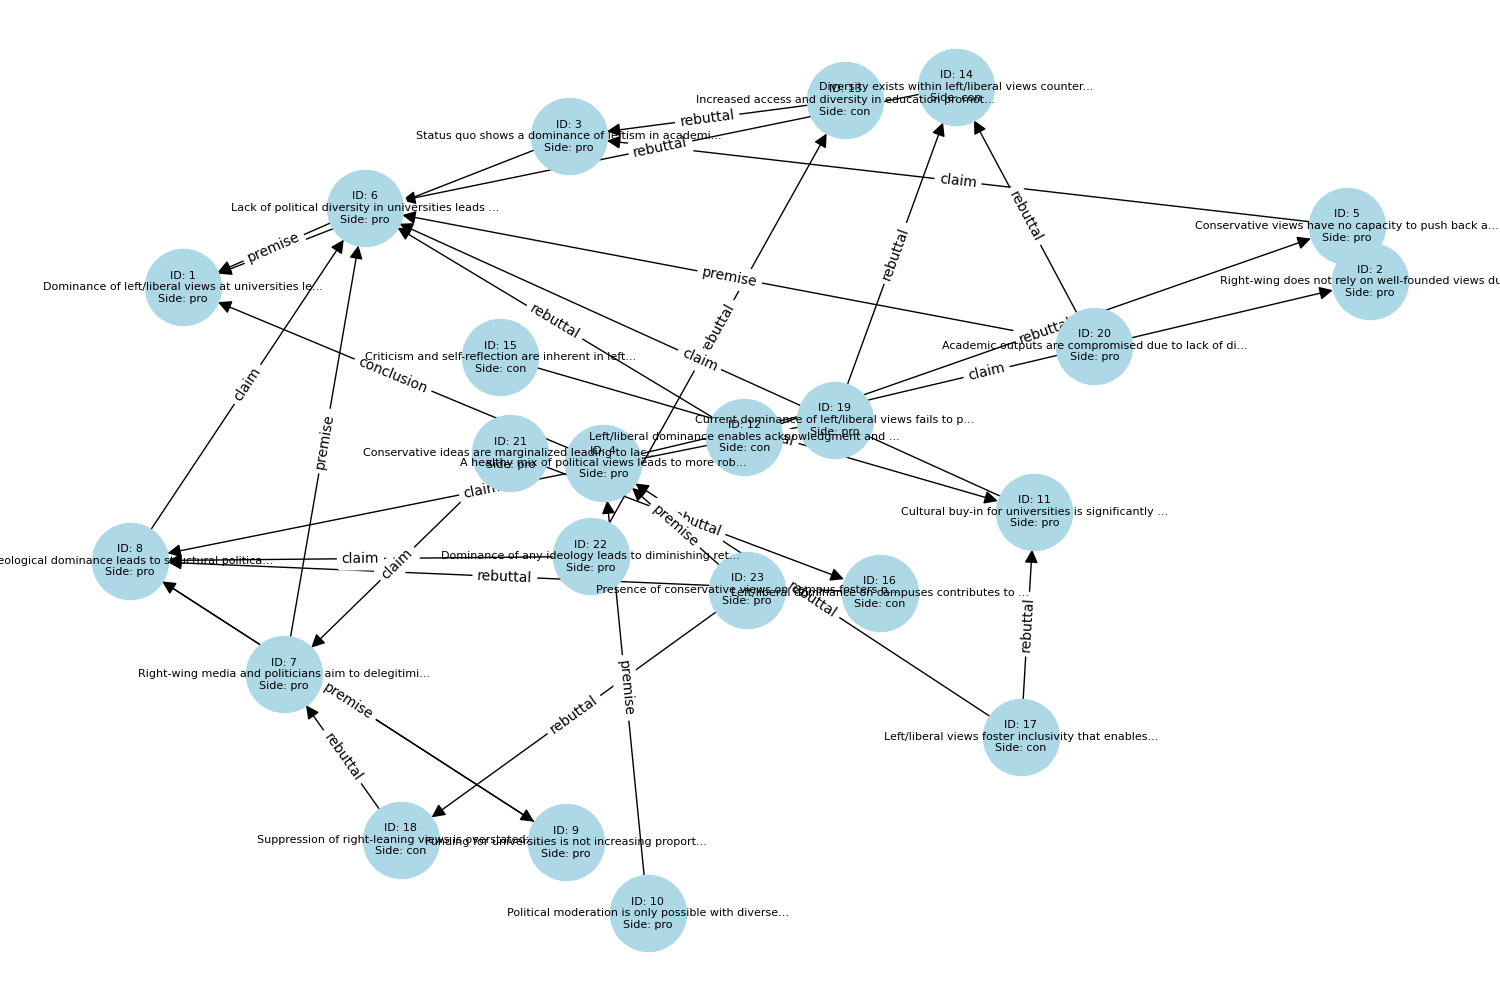 ID: 14
Diversity exists within left/liberal views counter...
Side: con
ID: 13
Increased access and diversity in education promot...
Side: con
ID: 3
Status quo shows a dominance of leftism in academi...
Side: pro
rebuttal
rebuttal
claim
ID: 6
Lack of political diversity in universities leads ...
Side: pro
rebuttal
ID: 5
Conservative views have no capacity to push back a...
Side: pro
premise
rebuttal
ID: 1
Dominance of left/liberal views at universities le...
Side: pro
premise
ID: 2
Right-wing does not rely on well-founded views du
Side: pro
rebuttal
rebuttal
rebuttal
ID: 20
Academic outputs are compromised due to lack of di...
Side: pro
ID: 15
Criticism and self-reflection are inherent in left...
Side: con
claim
conclusion
claim
claim
ID: 19
Current dominance of left/liberal views fails to p...
Side: pro
ID: 12
Left/liberal dominance enables acknowledgment and ...
Side: con
premise
ID: 21
Conservative ideas are marginalized leading to lac
Side: pro
ID: 4
A healthy mix of political views leads to more rob...
Side: pro
claim
ID: 11
Cultural buy-in for universities is significantly ...
Side: pro
premise
rebuttal
ID: 8
eological dominance leads to structural politica...
Side: pro
claim
claim
ID: 22
Dominance of any ideology leads to diminishing ret...
Side: pro
rebuttal
ID: 23
Presence of conservative views on campus fosters
Side: pro
ID: 16
Left/liberal dominance on campuses contributes to ...
Side: con
rebuttal
rebuttal
ID: 7
Right-wing media and politicians aim to delegitimi...
Side: pro
premise
premise
rebuttal
ID: 17
Left/liberal views foster inclusivity that enables...
Side: con
rebuttal
ID: 18
Suppression of right-leaning views is overstated
Side: con
ID: 9
Funding for universities is not increasing proport...
Side: pro
ID: 10
Political moderation is only possible with diverse...
Side: pro